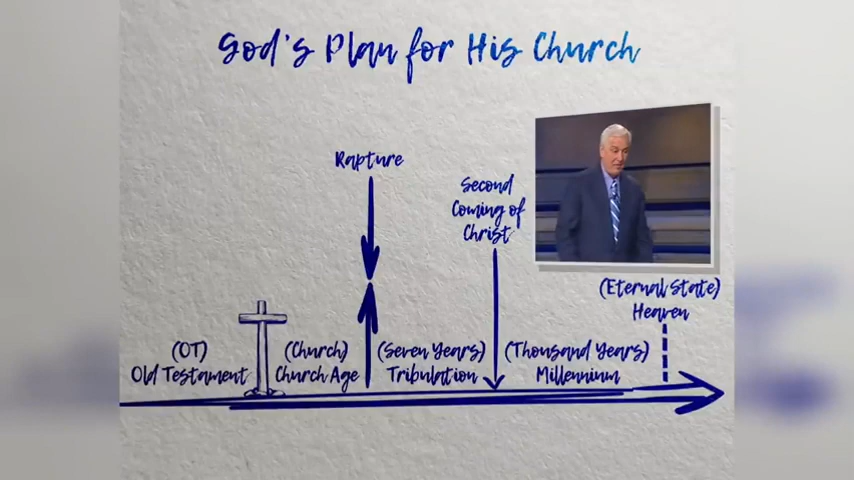 God's Plan for His Church
Rapture
Second
Coming of
Christ
(Eternal State)
Heaven
(OT)
Old Testament
(Church)
Church Age
(Seven Years)
Tribulation
(Thousand Years)
Millennium